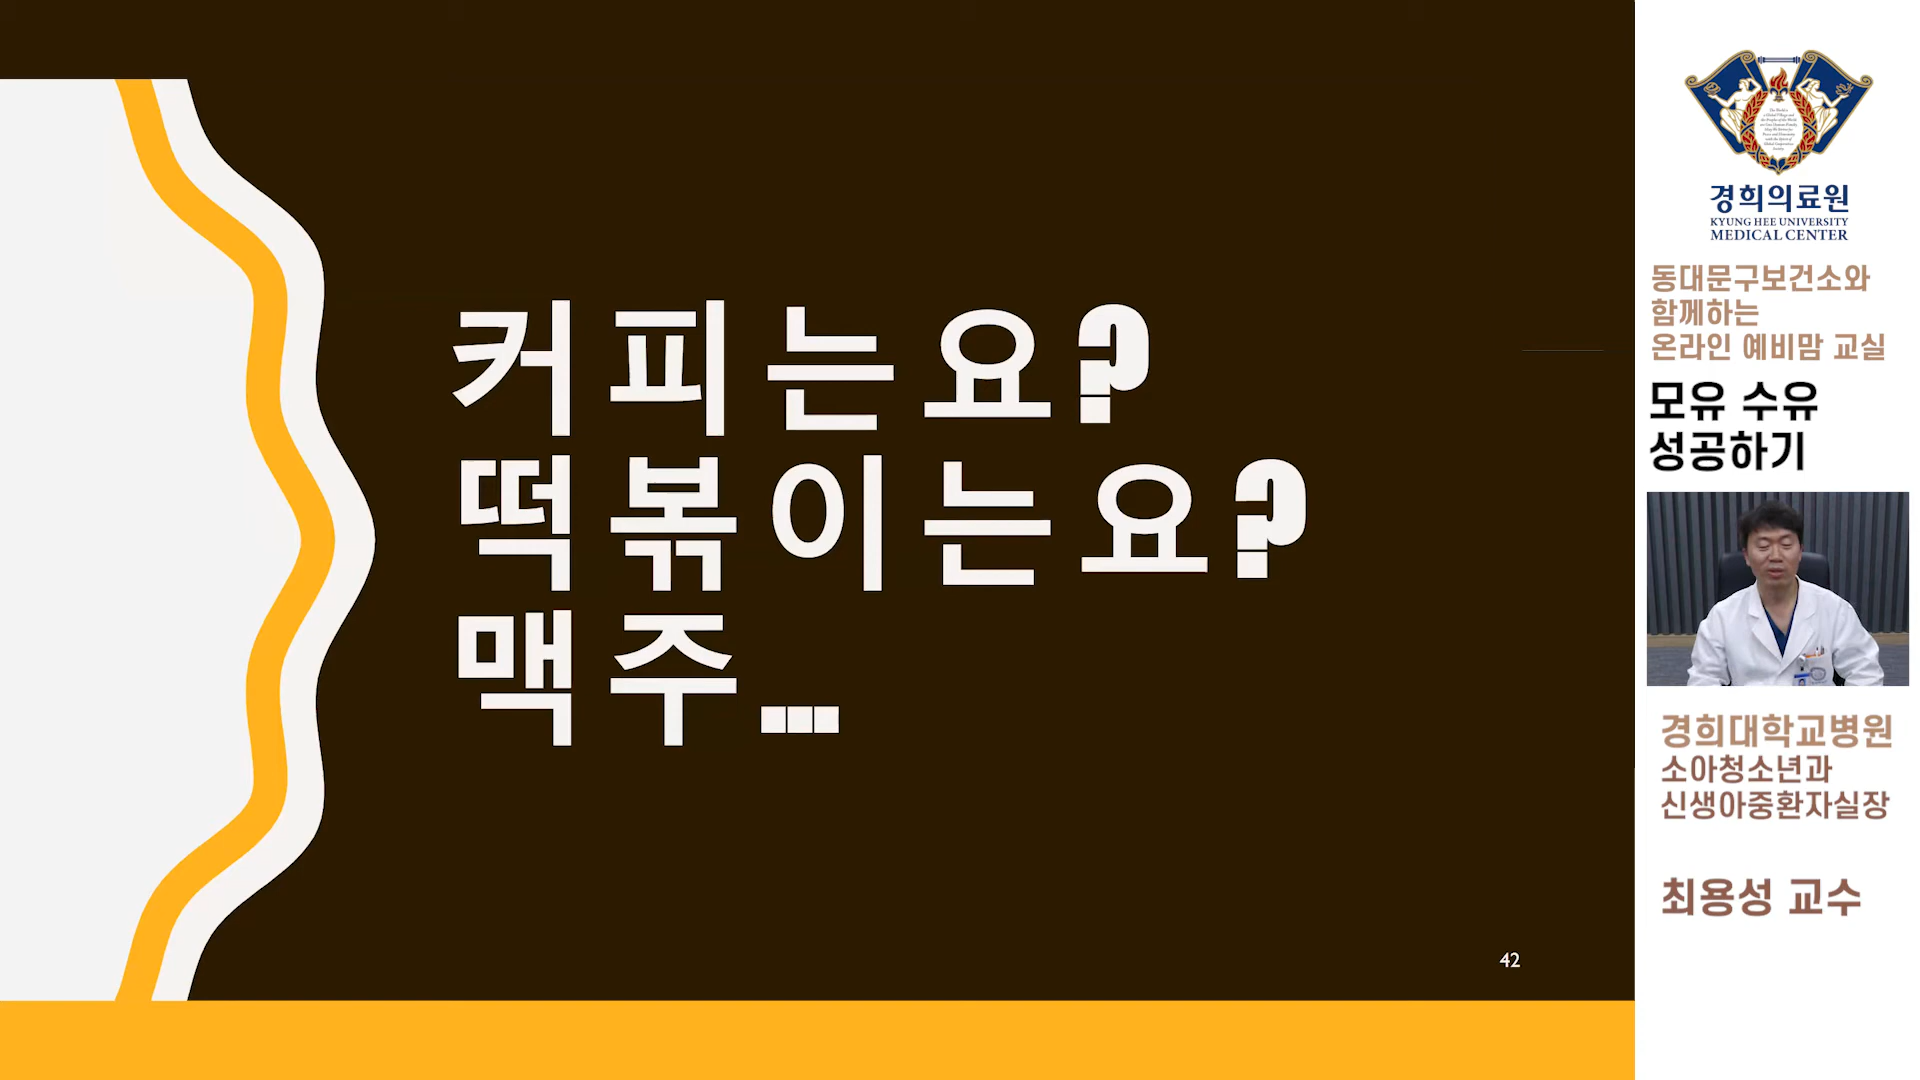 커피는요?
떡볶이는요?
맥주...
42
경희의료원
KYUNG HEE UNIVERSITY
MEDICAL CENTER
동대문구보건소와
함께하는
온라인 예비맘 교실
모유 수유
성공하기
경희대학교병원
소아청소년과
신생아중환자실장
최용성 교수